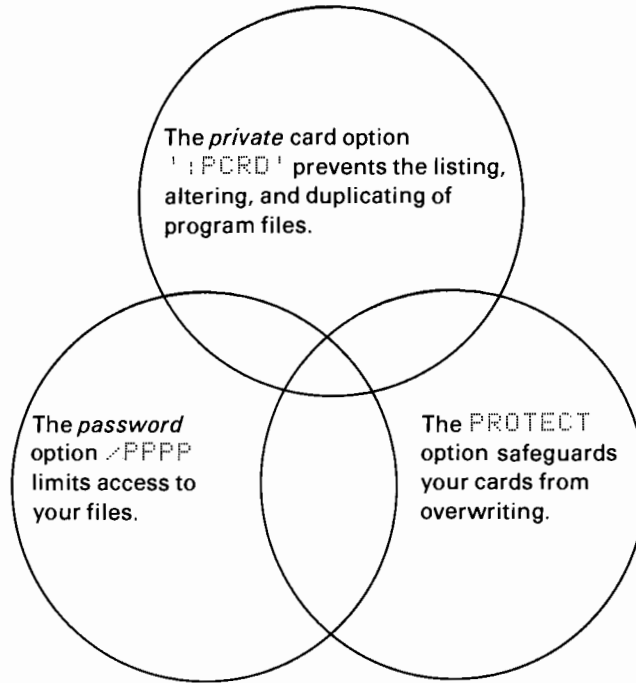 The private card option
':PCRD' prevents the listing,
altering, and duplicating of
program files.
The password
option /PPPP
limits access to
your files.
The PROTECT
option safeguards
your cards from
overwriting.